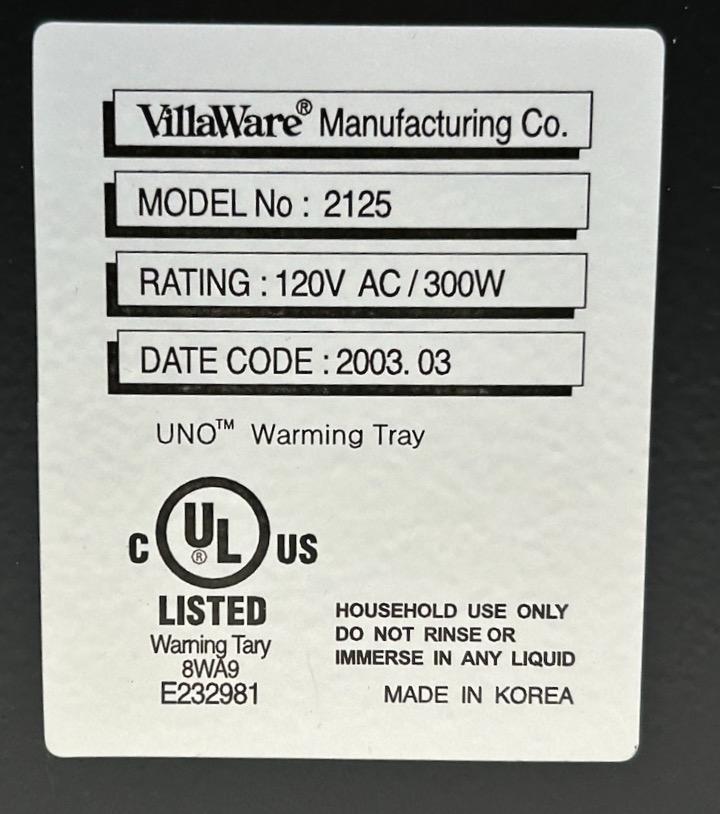 VillaWare® Manufacturing Co.
MODEL No : 2125
RATING : 120V AC / 300W
DATE CODE : 2003. 03
UNO™ Warming Tray
C UL® US
LISTED
Warning Tary
8WA9
E232981
HOUSEHOLD USE ONLY
DO NOT RINSE OR
IMMERSE IN ANY LIQUID
MADE IN KOREA